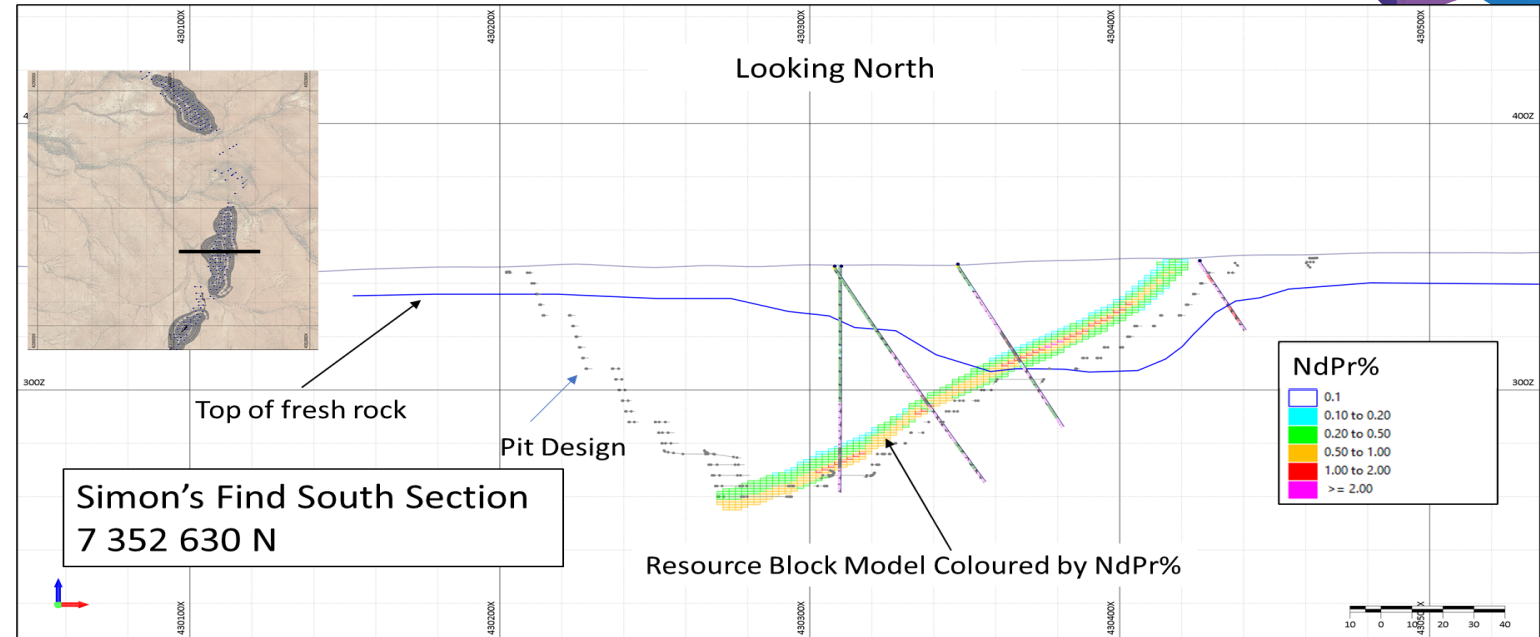 430100X
430200X
430300X
430400X
430500X
Looking North
4
400Z
300Z
300Z
Top of fresh rock
Pit Design
NdPr%
0.1
0.10 to 0.20
0.20 to 0.50
0.50 to 1.00
1.00 to 2.00
>= 2.00
Simon's Find South Section
7 352 630 N
Resource Block Model Coloured by NdPr%
430100X
430200X
430300X
430400X
430500X
10 0 10 20 30 40